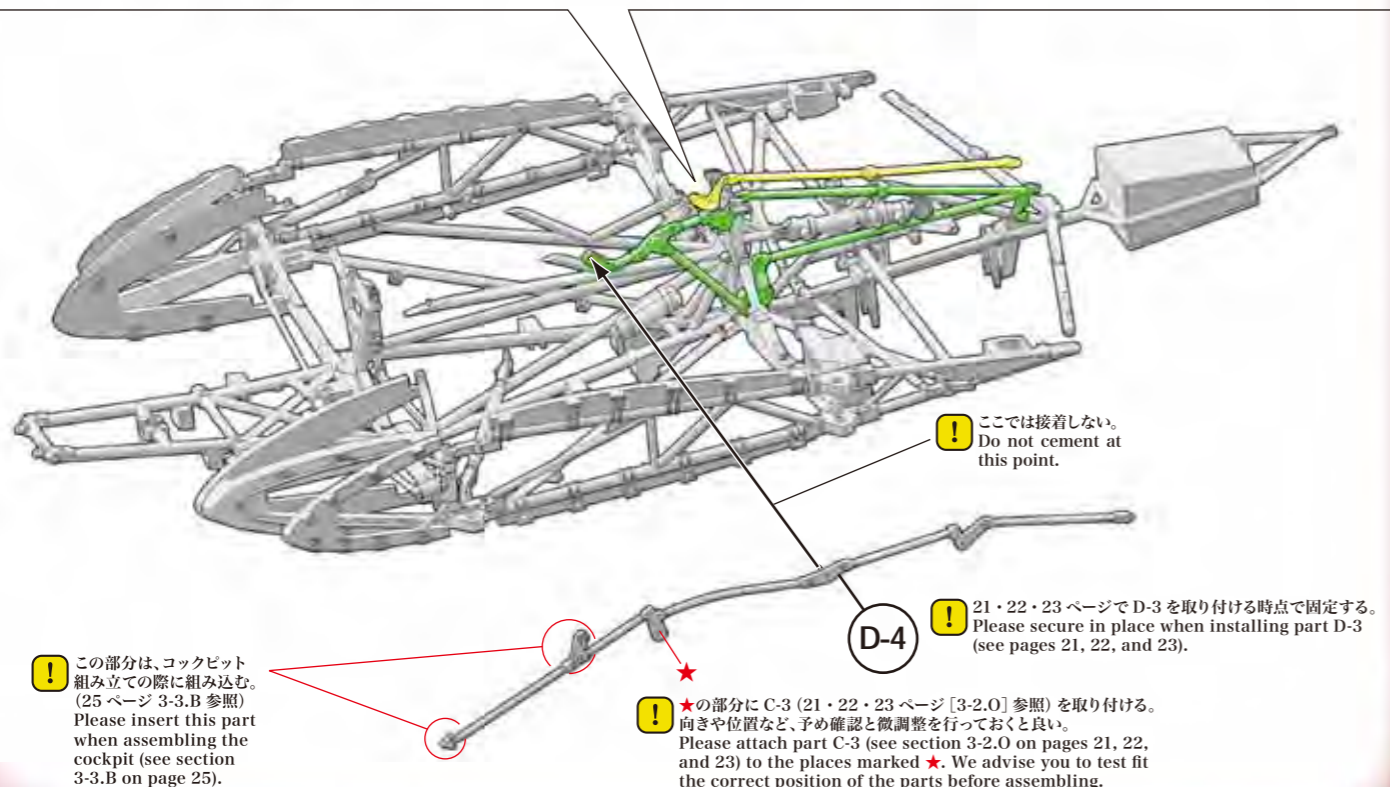 !
ここでは接着しない。
Do not cement at
this point.
D-4
!
21・22・23 ページで D-3 を取り付ける時点で固定する。
Please secure in place when installing part D-3
(see pages 21, 22, and 23).
!
この部分は、コックピット
組み立ての際に組み込む。
(25 ページ 3-3.B 参照)
Please insert this part
when assembling the
cockpit (see section
3-3.B on page 25).
★
!
★の部分に C-3 (21・22・23 ページ [3-2.O] 参照) を取り付ける。
向きや位置など、予め確認と微調整を行っておくと良い。
Please attach part C-3 (see section 3-2.O on pages 21, 22,
and 23) to the places marked ★. We advise you to test fit
the correct position of the parts before assembling.